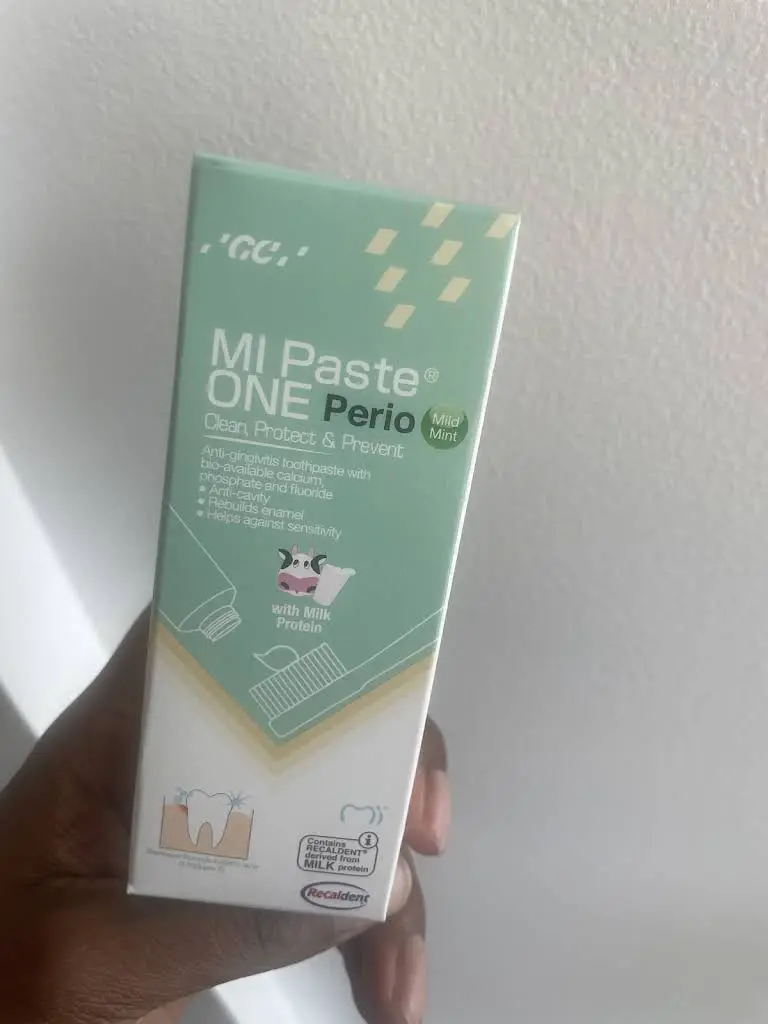 'GC,'
MI Paste®
ONE Perio
Mild
Mint
Clean, Protect & Prevent
Anti-gingivitis toothpaste with
bio-available calcium,
phosphate and fluoride
• Anti-cavity
• Rebuilds enamel
• Helps against sensitivity
with Milk
Protein
Contains
RECALDENT®
derived from
MILK protein
i
Recaldent